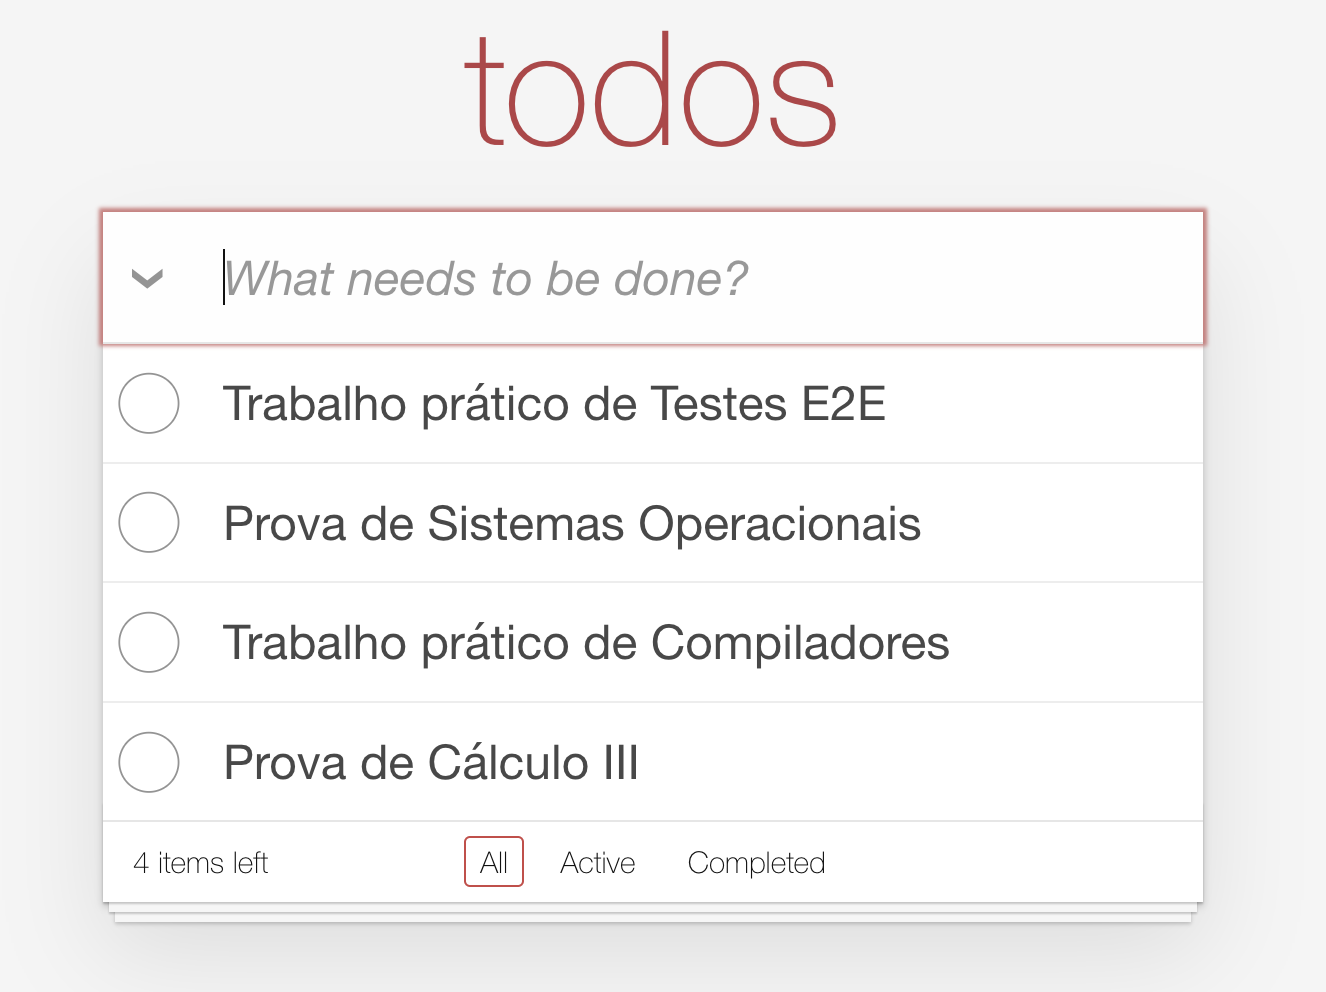 todos
What needs to be done?
Trabalho prático de Testes E2E
Prova de Sistemas Operacionais
Trabalho prático de Compiladores
Prova de Cálculo III
4 items left All Active Completed